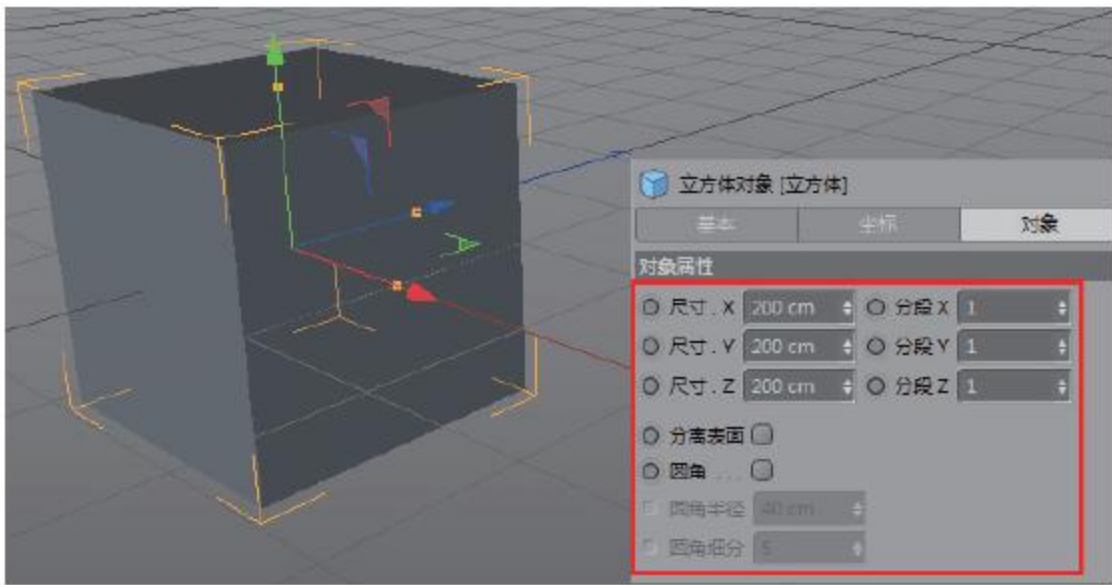 立方体对象 [立方体]
基本 坐标 对象
对象属性
尺寸 . X 200 cm 分段 X 1
尺寸 . Y 200 cm 分段 Y 1
尺寸 . Z 200 cm 分段 Z 1
分离表面
圆角 . . . .
圆角半径 40 cm
圆角细分 5